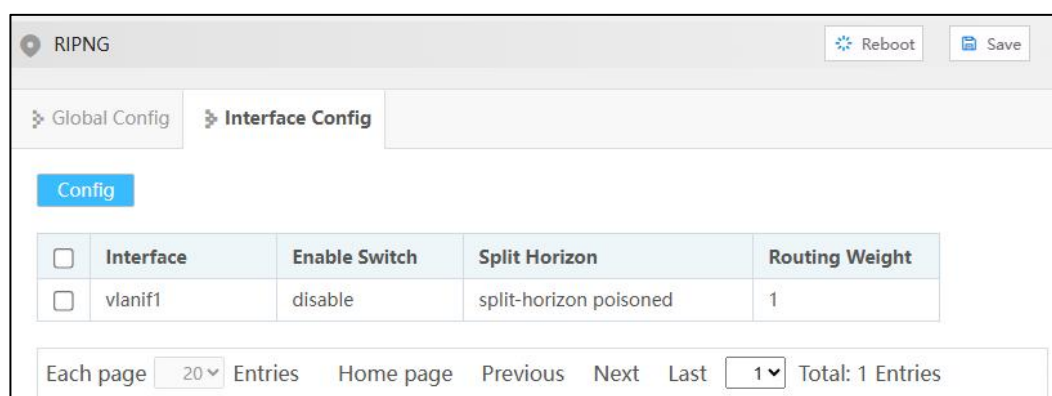 RIPNG Reboot Save
Global Config Interface Config
Config
Interface Enable Switch Split Horizon Routing Weight
vlanif1 disable split-horizon poisoned 1
Each page 20 Entries Home page Previous Next Last 1 Total: 1 Entries